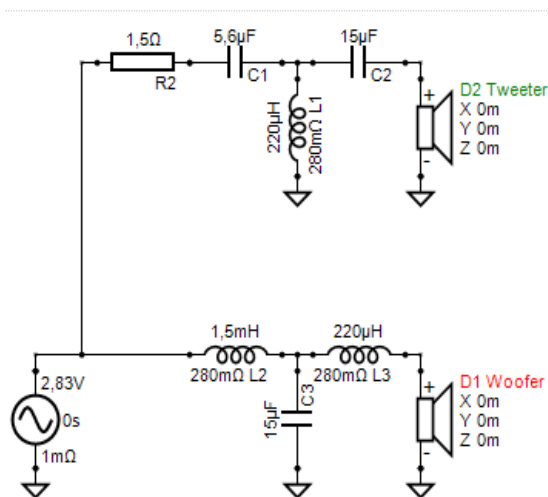 1,5Ω
R2
5,6µF
C1
15µF
C2
220µH
280mΩ L1
D2 Tweeter
X 0m
Y 0m
Z 0m
+
-
2,83V
0s
1mΩ
1,5mH
280mΩ L2
15µF
C3
220µH
280mΩ L3
D1 Woofer
X 0m
Y 0m
Z 0m
+
-